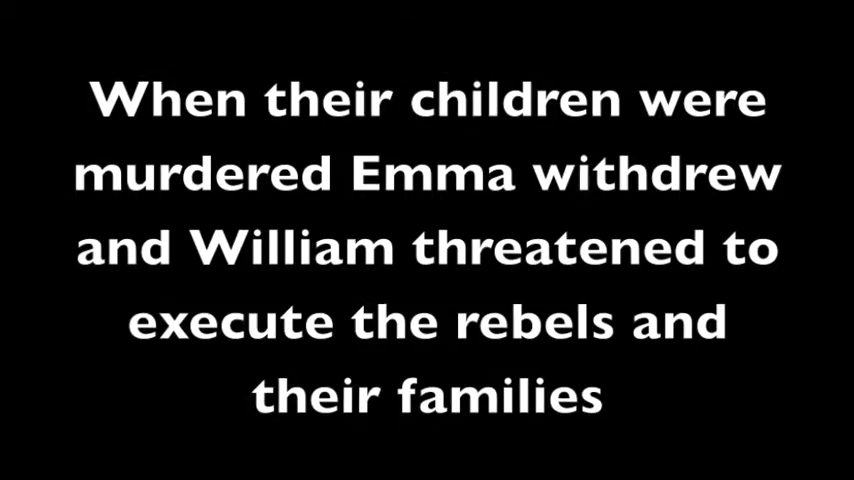 When their children were
murdered Emma withdrew
and William threatened to
execute the rebels and
their families